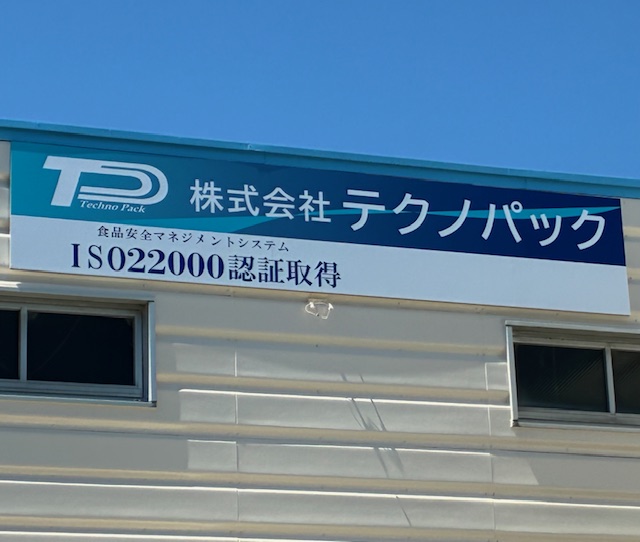 TP
Techno Pack
株式会社 テクノパック
食品安全マネジメントシステム
ISO22000認証取得